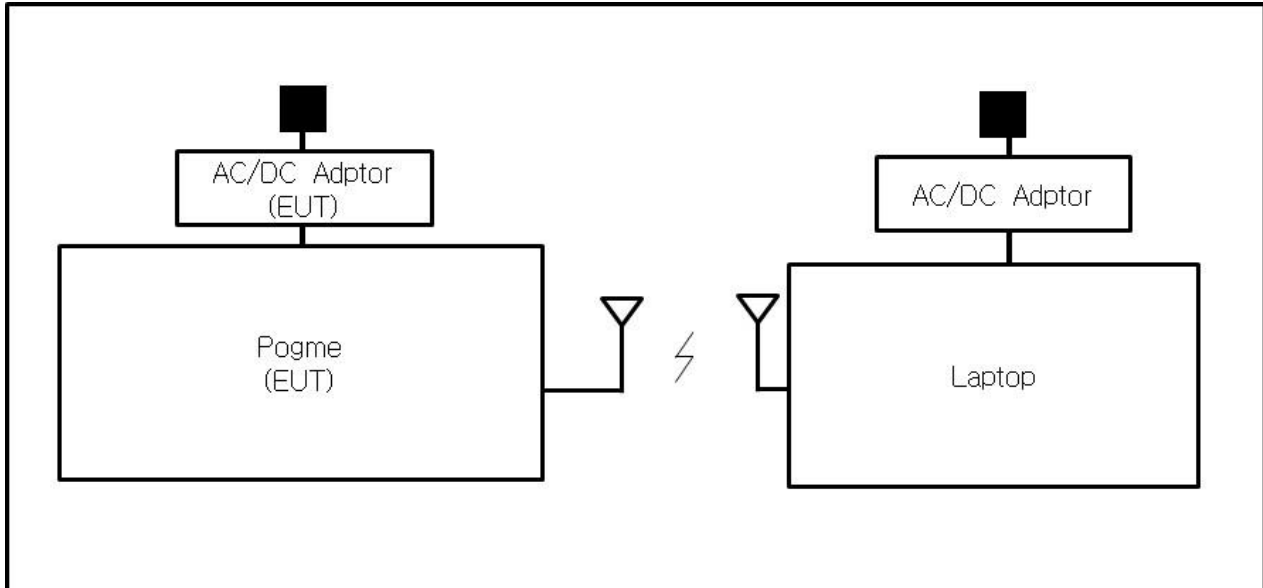 AC/DC Adptor
(EUT)
AC/DC Adptor
Pogme
(EUT)
Laptop